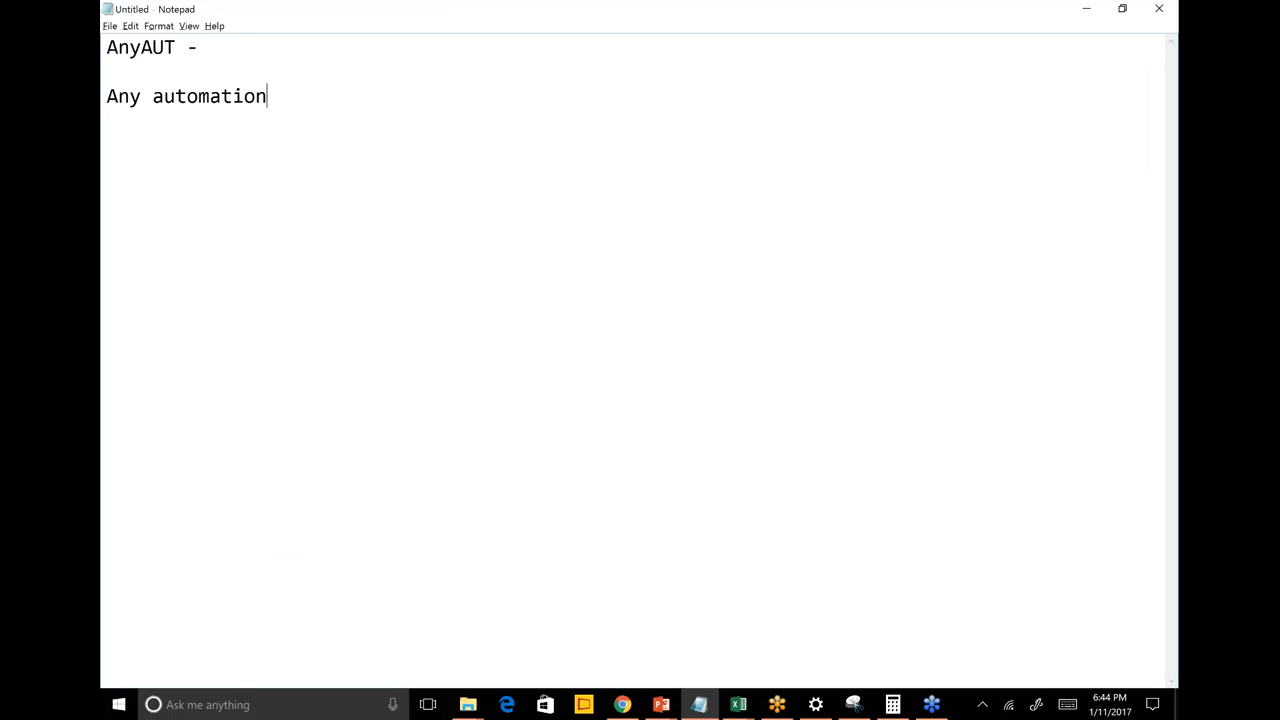 Untitled - Notepad
File Edit Format View Help
AnyAUT -
Any automation
Ask me anything
6:44 PM
1/11/2017